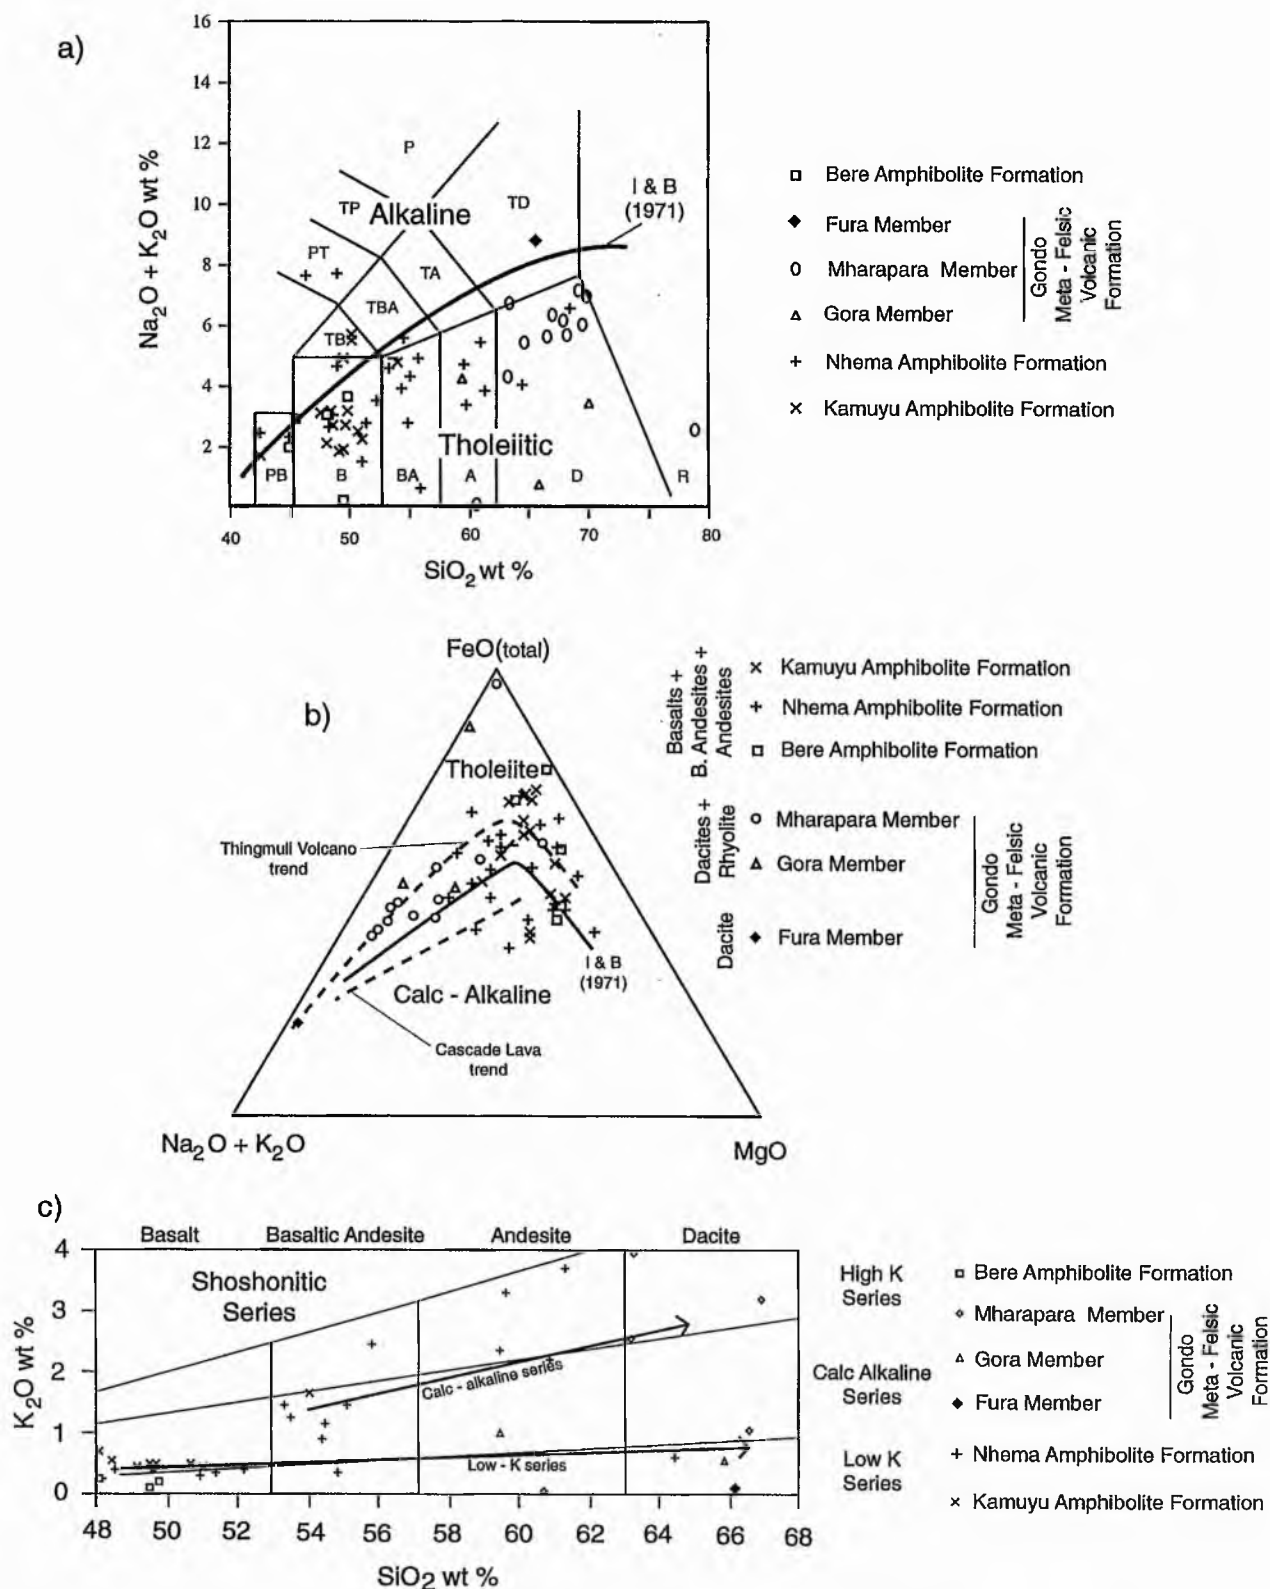 a)
16
14
12
10
8
6
4
2
Na2O + K2O wt %
40
50
60
70
80
SiO2 wt %
P
TP
Alkaline
TD
I & B
(1971)
PT
TA
TBA
TB
Tholeiitic
PB
B
BA
A
D
R
Bere Amphibolite Formation
Fura Member
Mharapara Member
Gora Member
Gondo
Meta - Felsic
Volcanic
Formation
Nhema Amphibolite Formation
Kamuyu Amphibolite Formation
b)
FeO(total)
Tholeiite
Thingmull Volcano
trend
I & B
(1971)
Calc - Alkaline
Cascade Lava
trend
Na2O + K2O
MgO
Basalts +
B. Andesites +
Andesites
Kamuyu Amphibolite Formation
Nhema Amphibolite Formation
Bere Amphibolite Formation
Dacites +
Rhyolite
Mharapara Member
Gora Member
Dacite
Fura Member
Gondo
Meta - Felsic
Volcanic
Formation
c)
Basalt
Basaltic Andesite
Andesite
Dacite
4
3
2
1
0
K2O wt %
Shoshonitic
Series
Calc - alkaline series
Low - K series
48
50
52
54
56
58
60
62
64
66
68
SiO2 wt %
High K
Series
Calc Alkaline
Series
Low K
Series
Bere Amphibolite Formation
Mharapara Member
Gora Member
Fura Member
Gondo
Meta - Felsic
Volcanic
Formation
Nhema Amphibolite Formation
Kamuyu Amphibolite Formation